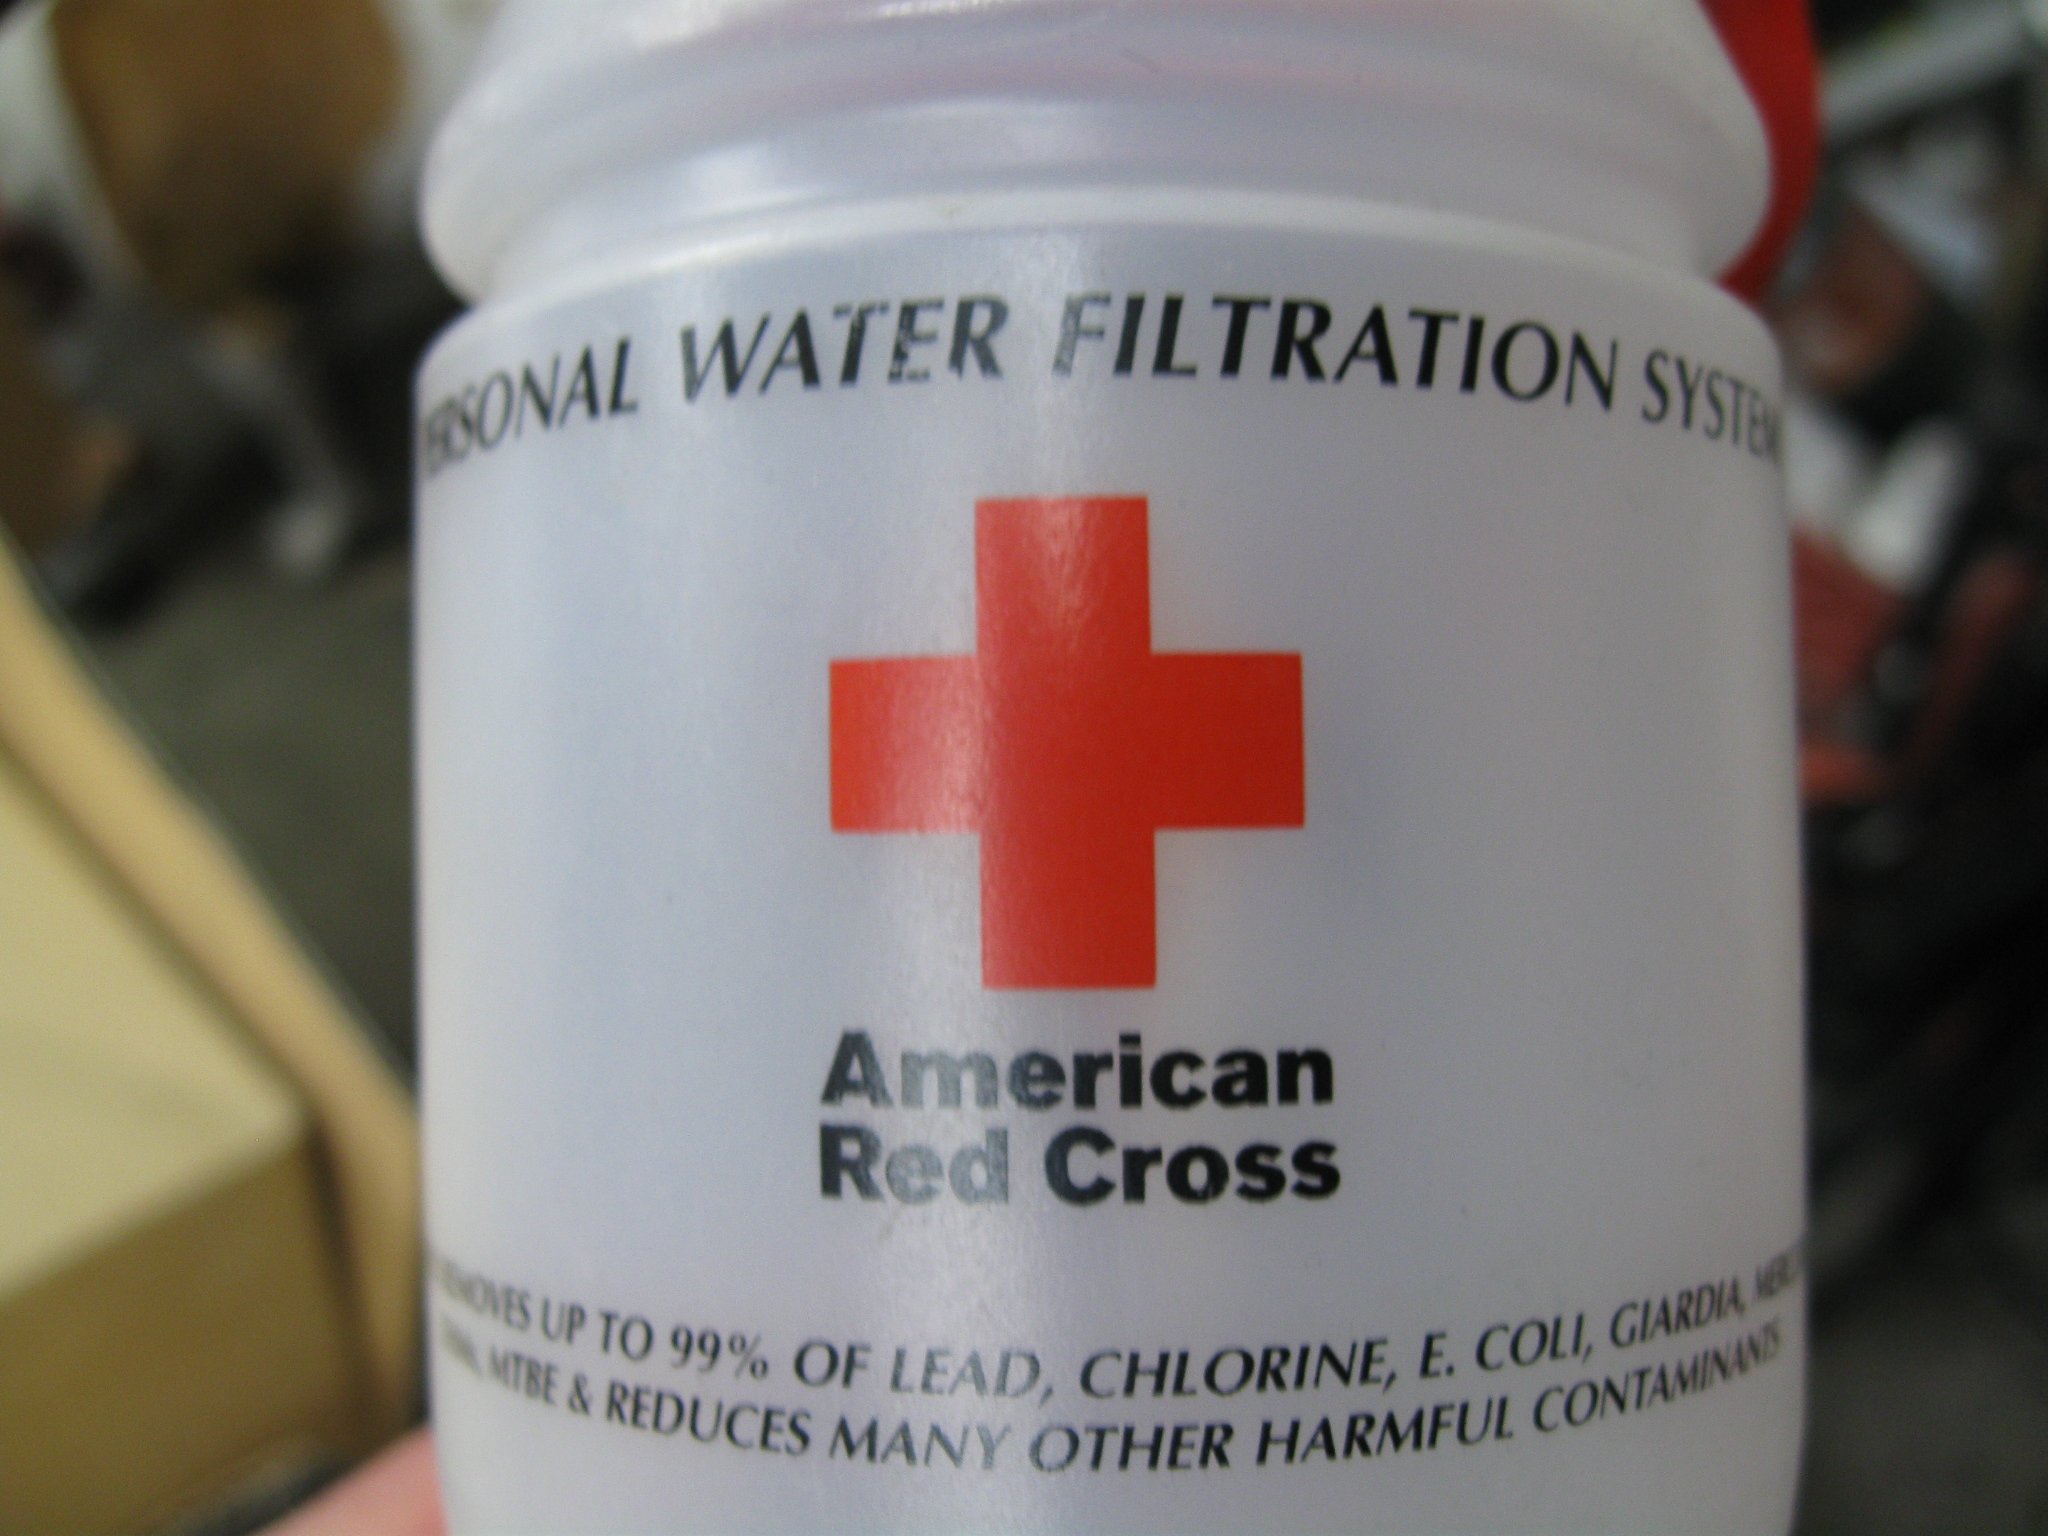 PERSONAL WATER FILTRATION SYSTEM
American
Red Cross
REMOVES UP TO 99% OF LEAD, CHLORINE, E. COLI, GIARDIA,
MTBE & REDUCES MANY OTHER HARMFUL CONTAMINANTS